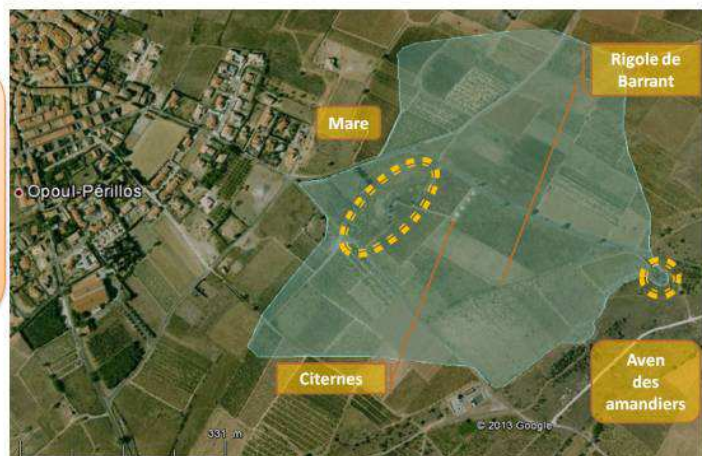 Rigole de
Barrant
Mare
Opoul-Périllos
Citernes
Aven
des
amandiers
331 m
© 2013 Google